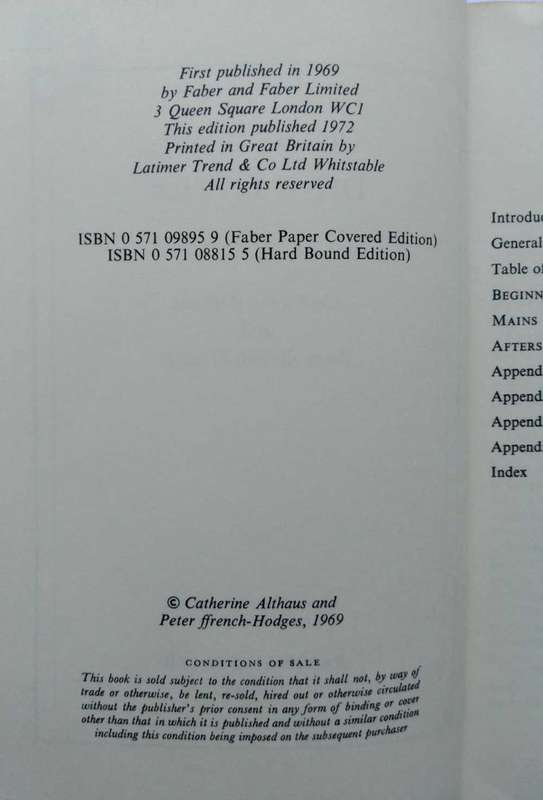 First published in 1969
by Faber and Faber Limited
3 Queen Square London WC1
This edition published 1972
Printed in Great Britain by
Latimer Trend & Co Ltd Whitstable
All rights reserved
ISBN 0 571 09895 9 (Faber Paper Covered Edition)
ISBN 0 571 08815 5 (Hard Bound Edition)
© Catherine Althaus and
Peter ffrench-Hodges, 1969
CONDITIONS OF SALE
This book is sold subject to the condition that it shall not, by way of
trade or otherwise, be lent, re-sold, hired out or otherwise circulated
without the publisher's prior consent in any form of binding or cover
other than that in which it is published and without a similar condition
including this condition being imposed on the subsequent purchaser
General
Table of
MAINS
AFTERS
Index